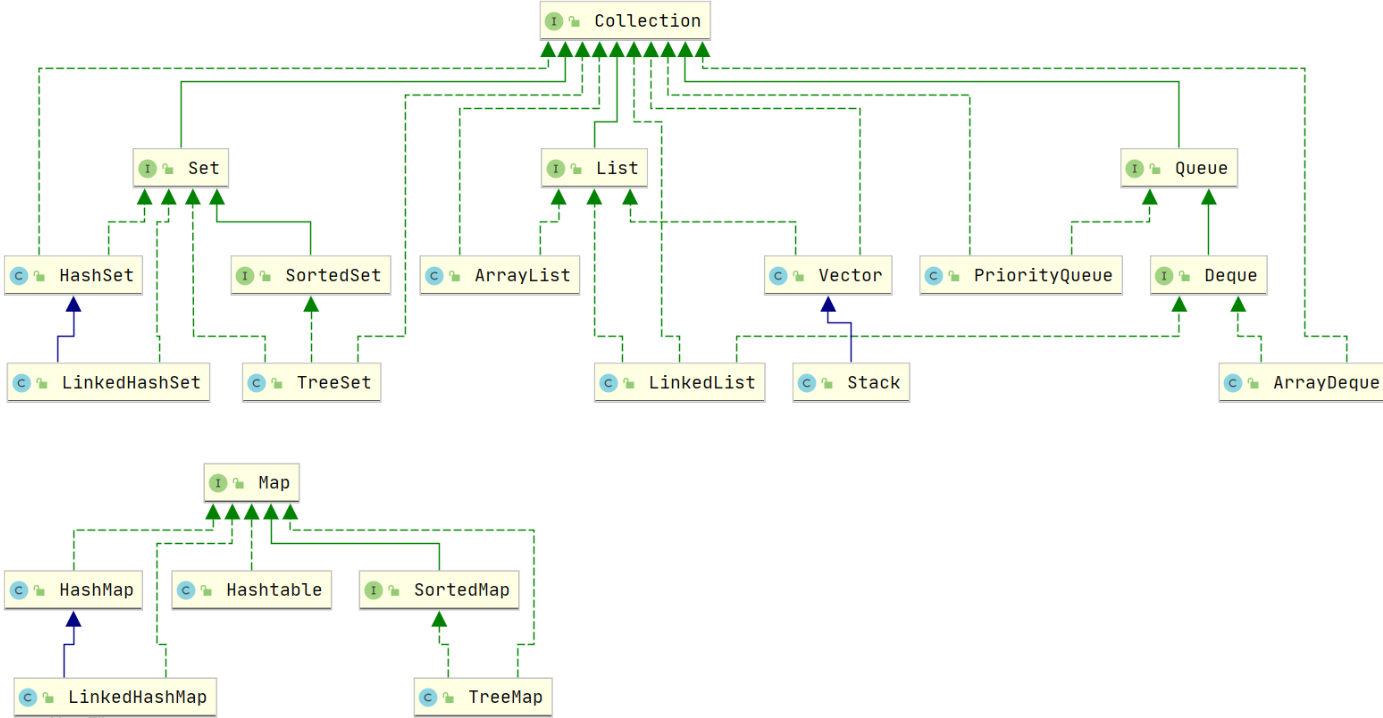 I Collection
I Set
I List
I Queue
C HashSet
I SortedSet
C ArrayList
C Vector
C PriorityQueue
I Deque
C LinkedHashSet
C TreeSet
C LinkedList
C Stack
C ArrayDeque
I Map
C HashMap
C Hashtable
I SortedMap
C LinkedHashMap
C TreeMap